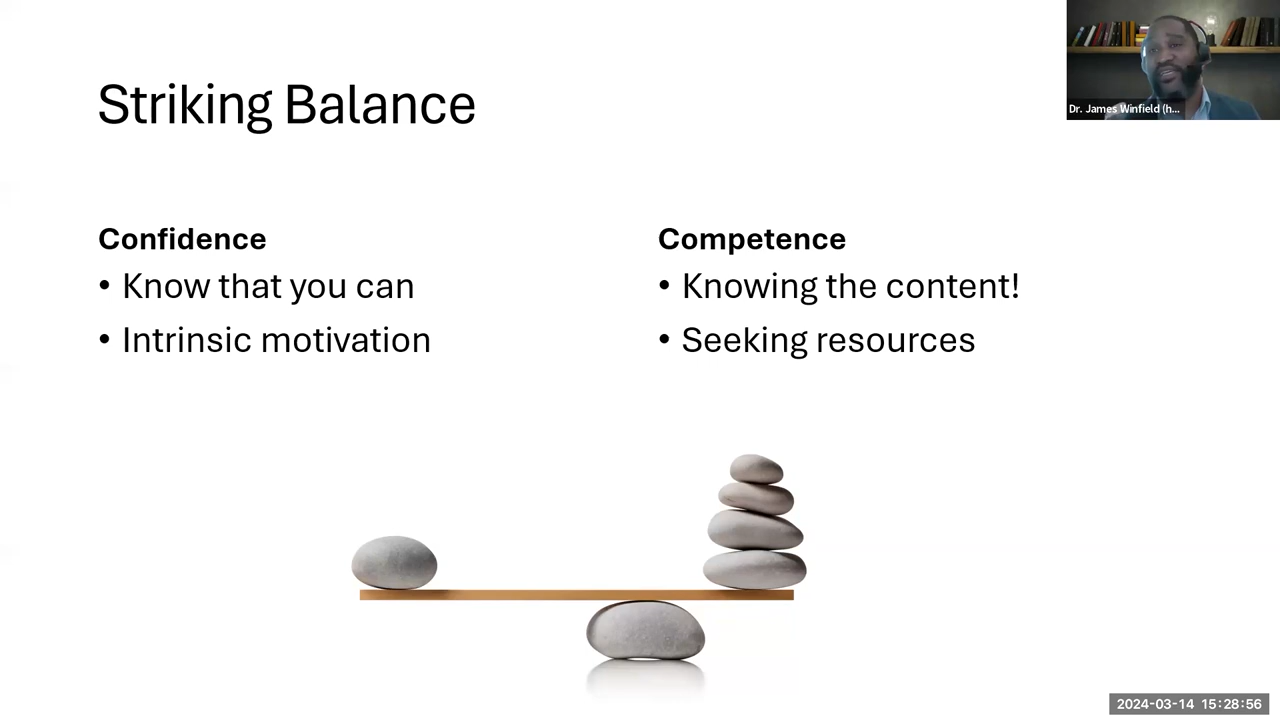 Striking Balance
Dr. James Winfield (h...
Confidence
• Know that you can
• Intrinsic motivation
Competence
• Knowing the content!
• Seeking resources
2024-03-14 15:28:56